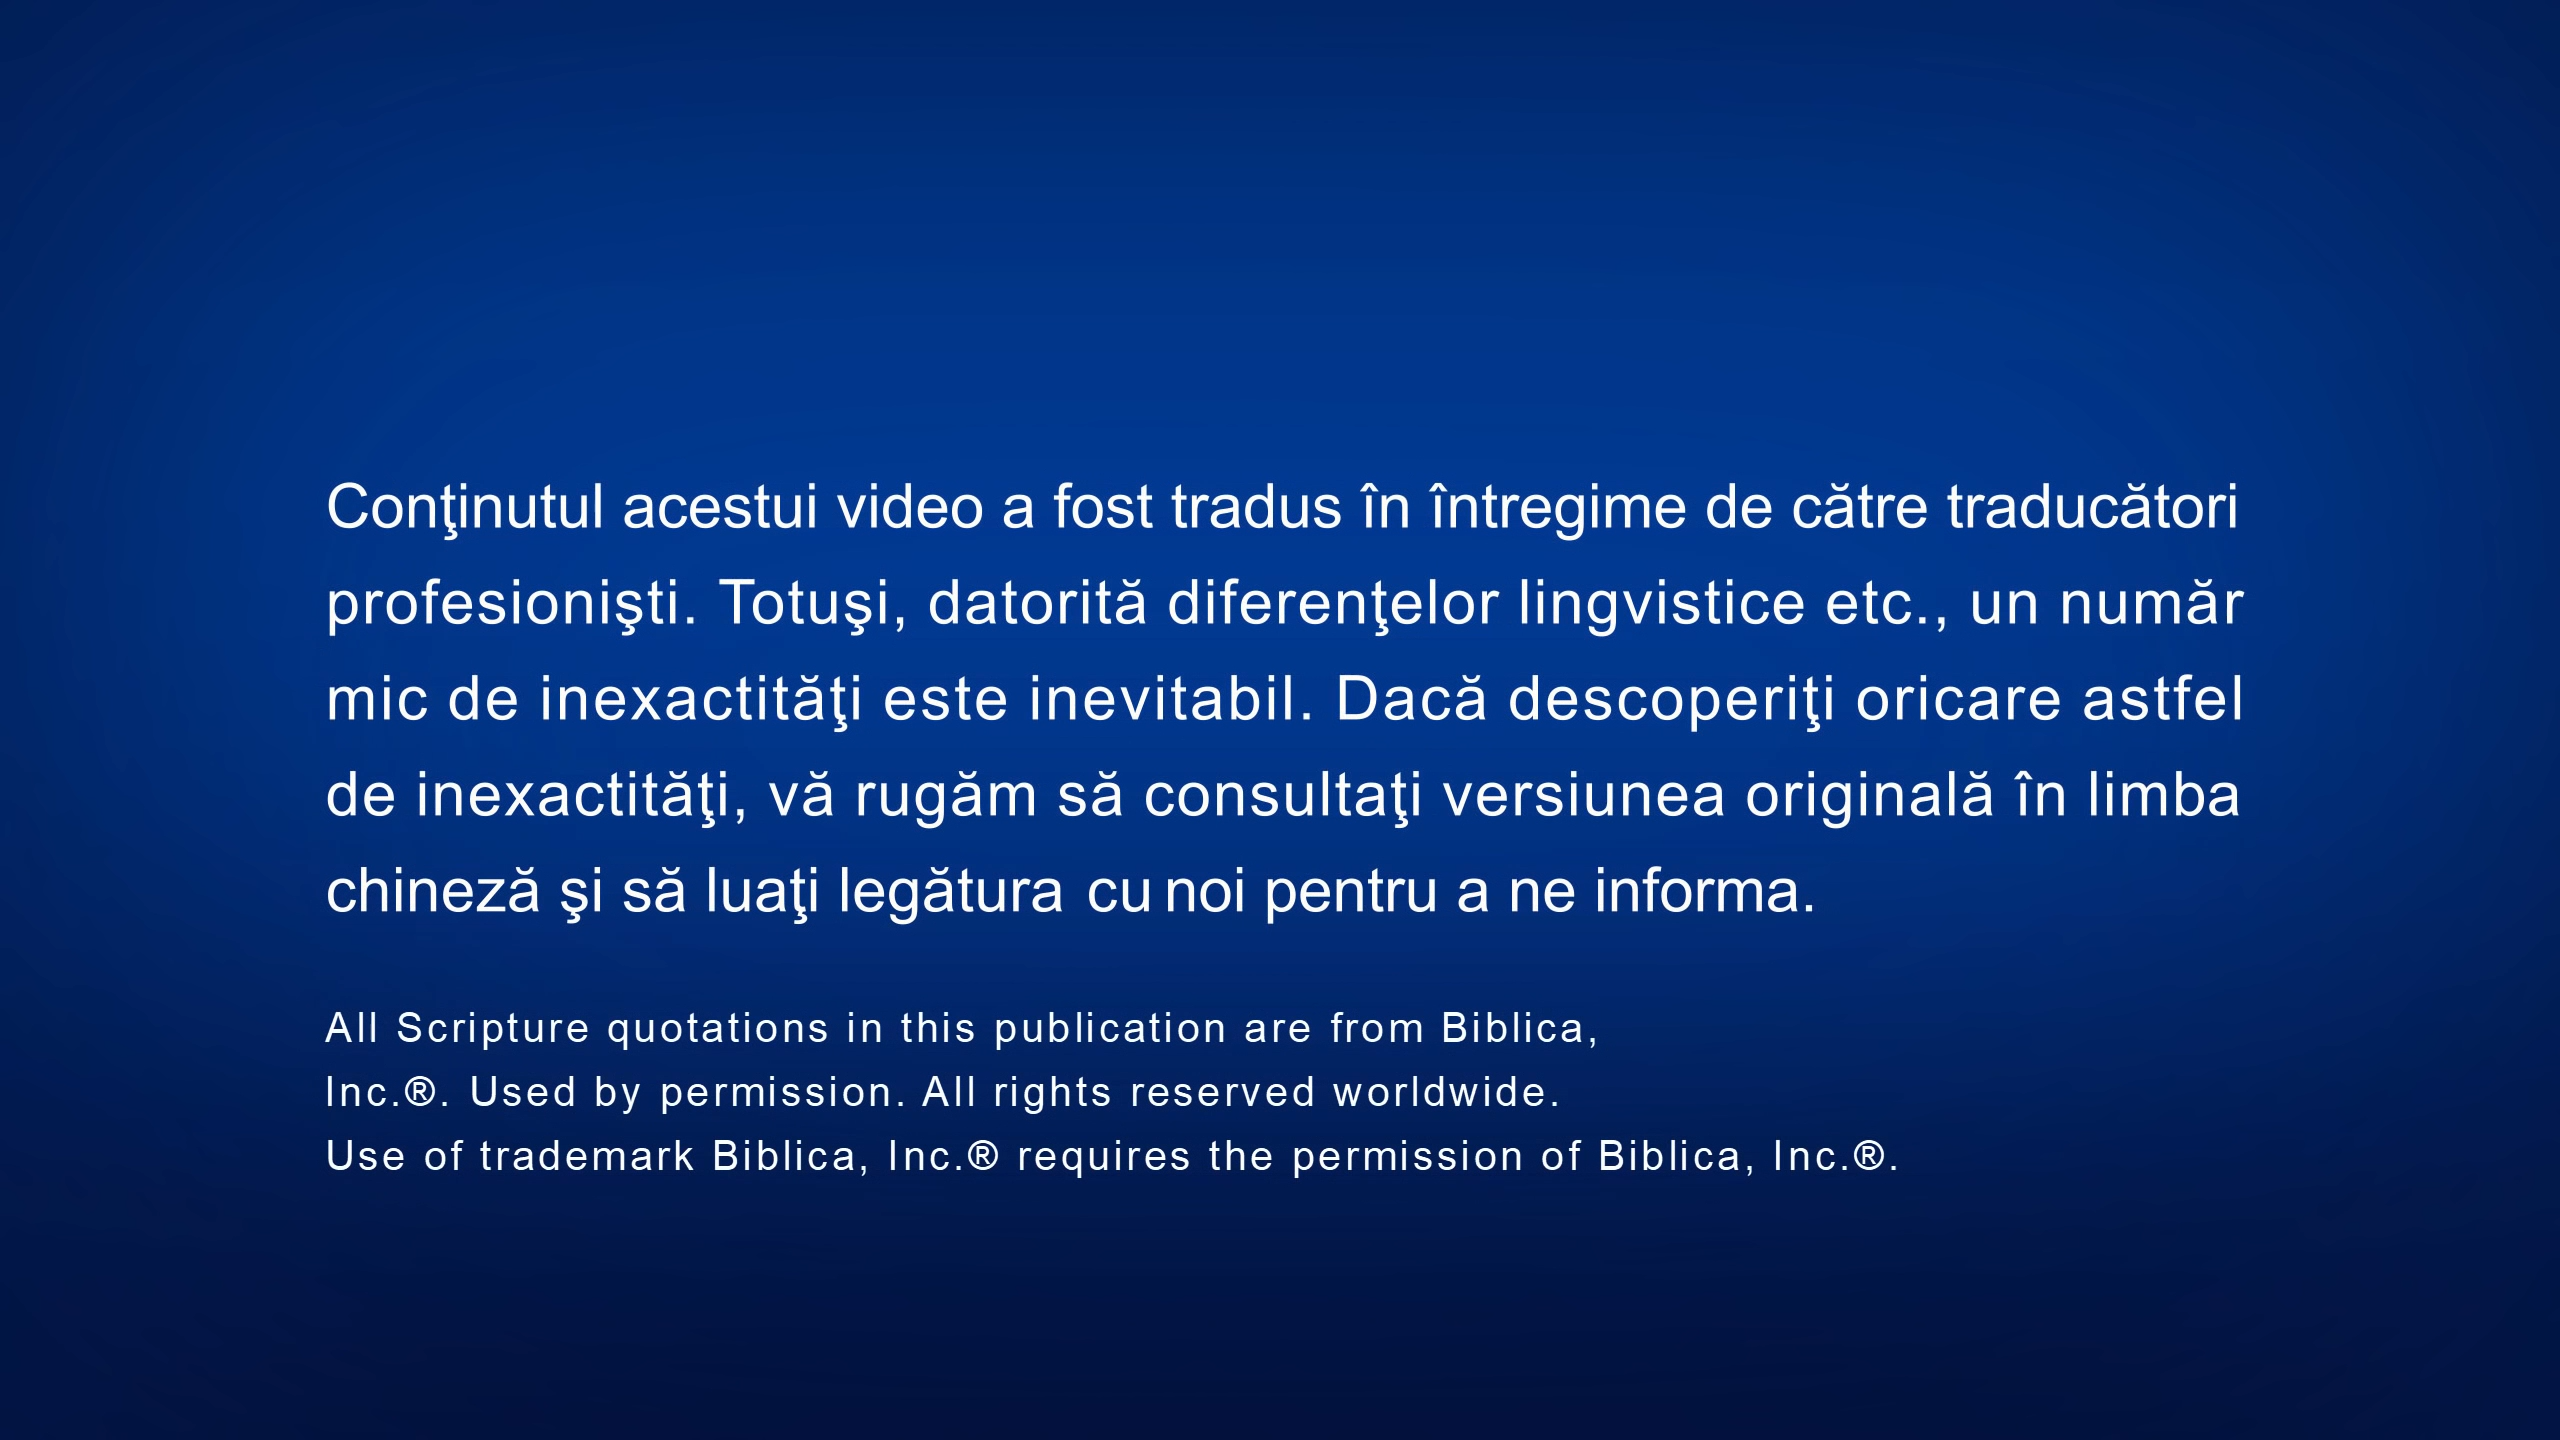 Conţinutul acestui video a fost tradus în întregime de către traducători
profesionişti. Totuşi, datorită diferenţelor lingvistice etc., un număr
mic de inexactităţi este inevitabil. Dacă descoperiţi oricare astfel
de inexactităţi, vă rugăm să consultaţi versiunea originală în limba
chineză şi să luaţi legătura cu noi pentru a ne informa.
All Scripture quotations in this publication are from Biblica,
Inc.®. Used by permission. All rights reserved worldwide.
Use of trademark Biblica, Inc.® requires the permission of Biblica, Inc.®.